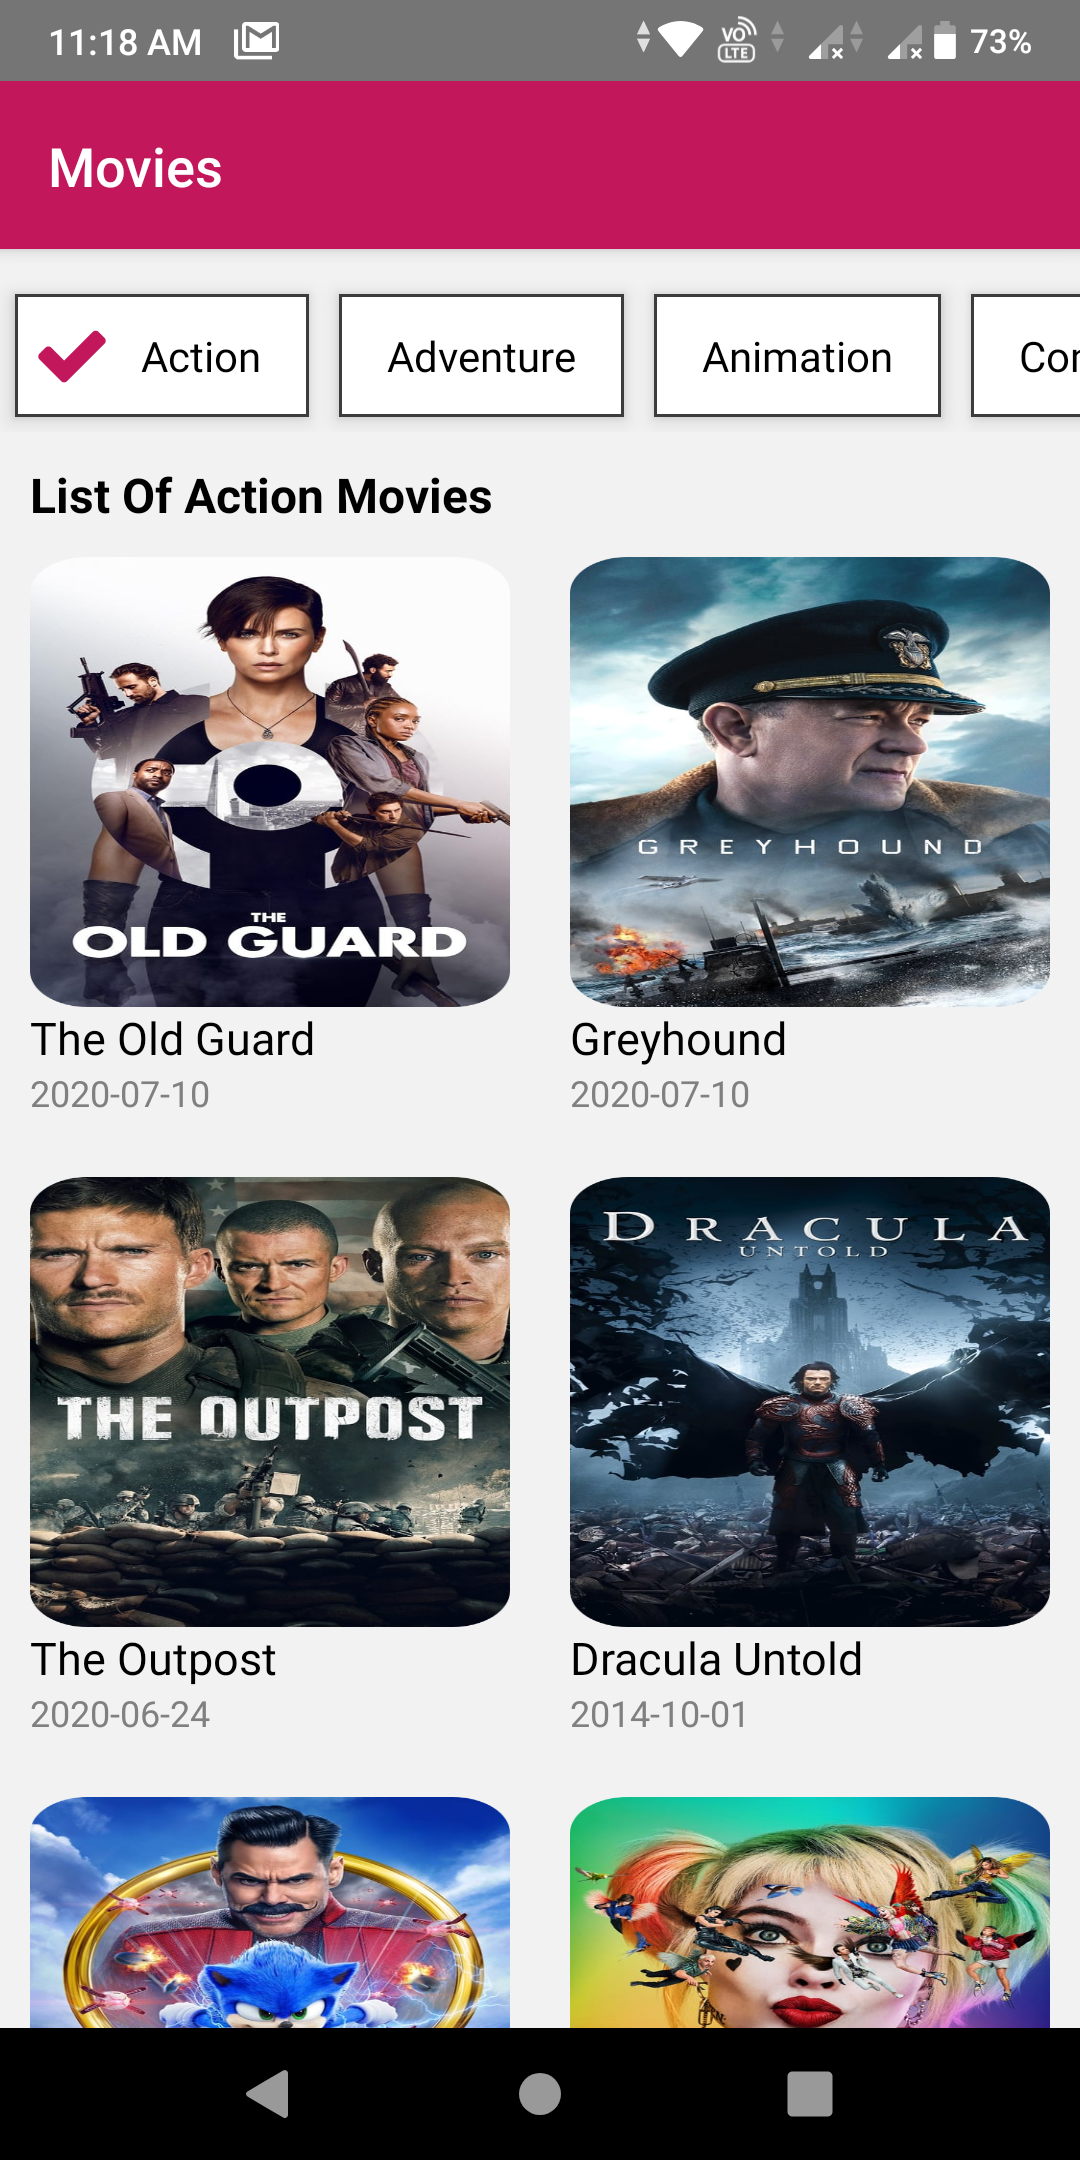 11:18 AM
VO LTE
73%
Movies
Action
Adventure
Animation
Cor
List Of Action Movies
THE
OLD GUARD
GREYHOUND
The Old Guard
Greyhound
2020-07-10
2020-07-10
THE OUTPOST
DRACULA
UNTOLD
The Outpost
Dracula Untold
2020-06-24
2014-10-01